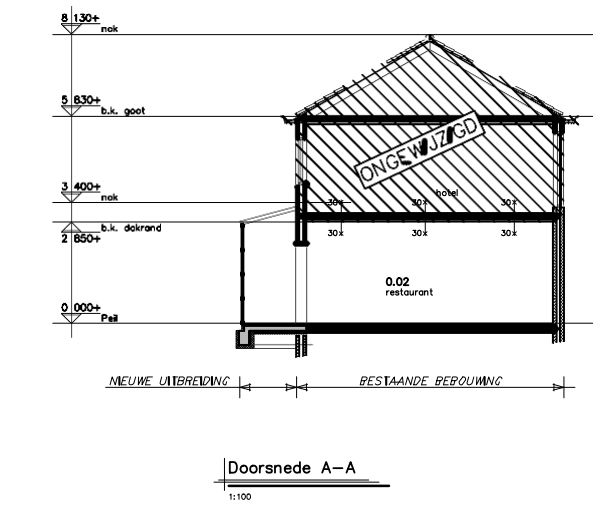 8 130+
nok
5 830+
b.k. goot
ONGEWIJZIGD
3 400+
nok
hotel
30x 30x 30x
b.k. dakrand
2 850+
30x 30x 30x
0.02
restaurant
0 000+
Peil
NIEUWE UITBREIDING
BESTAANDE BEBOUWING
Doorsnede A-A
1:100